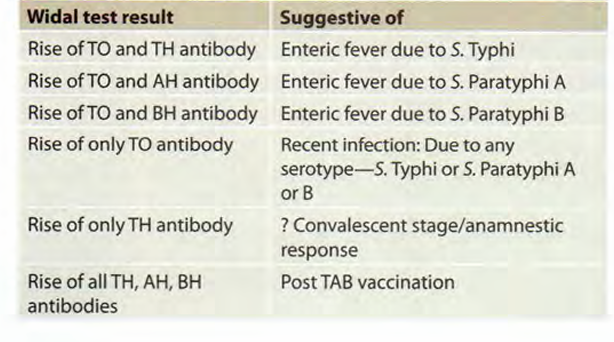 Widal test result Suggestive of
Rise of TO and TH antibody Enteric fever due to S. Typhi
Rise of TO and AH antibody Enteric fever due to S. Paratyphi A
Rise of TO and BH antibody Enteric fever due to S. Paratyphi B
Rise of only TO antibody Recent infection: Due to any
serotype—S. Typhi or S. Paratyphi A
or B
Rise of only TH antibody ? Convalescent stage/anamnestic
response
Rise of all TH, AH, BH Post TAB vaccination
antibodies